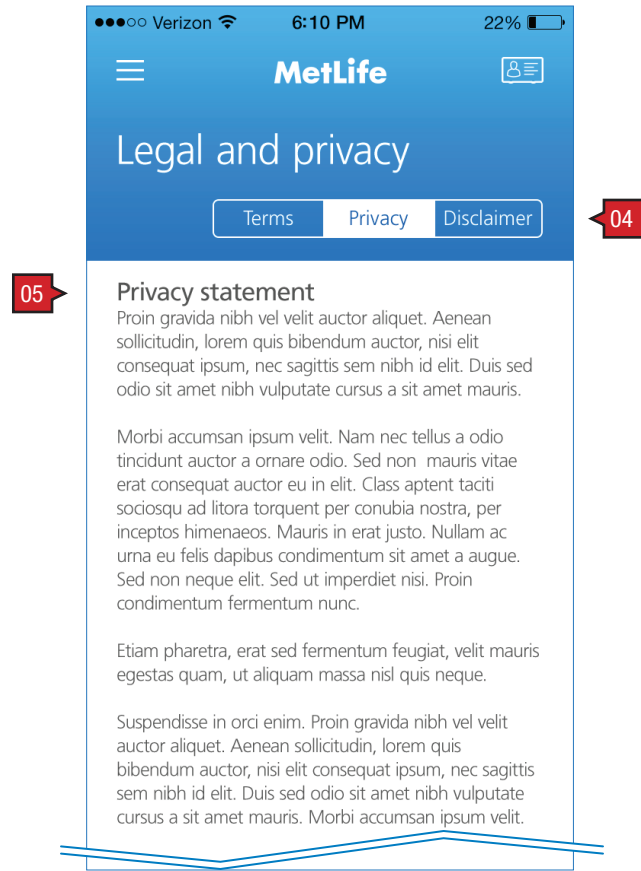 Verizon 6:10 PM 22%
MetLife
Legal and privacy
Terms Privacy Disclaimer
04
05
Privacy statement
Proin gravida nibh vel velit auctor aliquet. Aenean
sollicitudin, lorem quis bibendum auctor, nisi elit
consequat ipsum, nec sagittis sem nibh id elit. Duis sed
odio sit amet nibh vulputate cursus a sit amet mauris.
Morbi accumsan ipsum velit. Nam nec tellus a odio
tincidunt auctor a ornare odio. Sed non  mauris vitae
erat consequat auctor eu in elit. Class aptent taciti
sociosqu ad litora torquent per conubia nostra, per
inceptos himenaeos. Mauris in erat justo. Nullam ac
urna eu felis dapibus condimentum sit amet a augue.
Sed non neque elit. Sed ut imperdiet nisi. Proin
condimentum fermentum nunc.
Etiam pharetra, erat sed fermentum feugiat, velit mauris
egestas quam, ut aliquam massa nisl quis neque.
Suspendisse in orci enim. Proin gravida nibh vel velit
auctor aliquet. Aenean sollicitudin, lorem quis
bibendum auctor, nisi elit consequat ipsum, nec sagittis
sem nibh id elit. Duis sed odio sit amet nibh vulputate
cursus a sit amet mauris. Morbi accumsan ipsum velit.